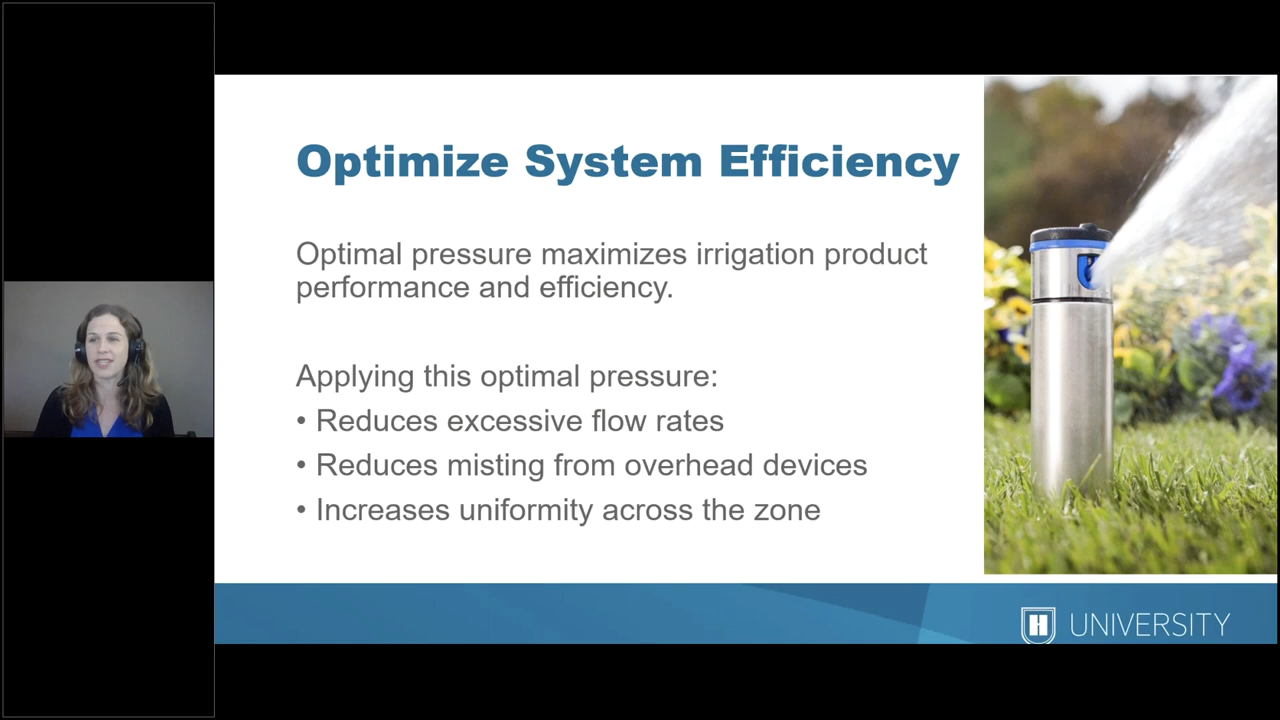 Optimize System Efficiency
Optimal pressure maximizes irrigation product
performance and efficiency.
Applying this optimal pressure:
• Reduces excessive flow rates
• Reduces misting from overhead devices
• Increases uniformity across the zone
H UNIVERSITY